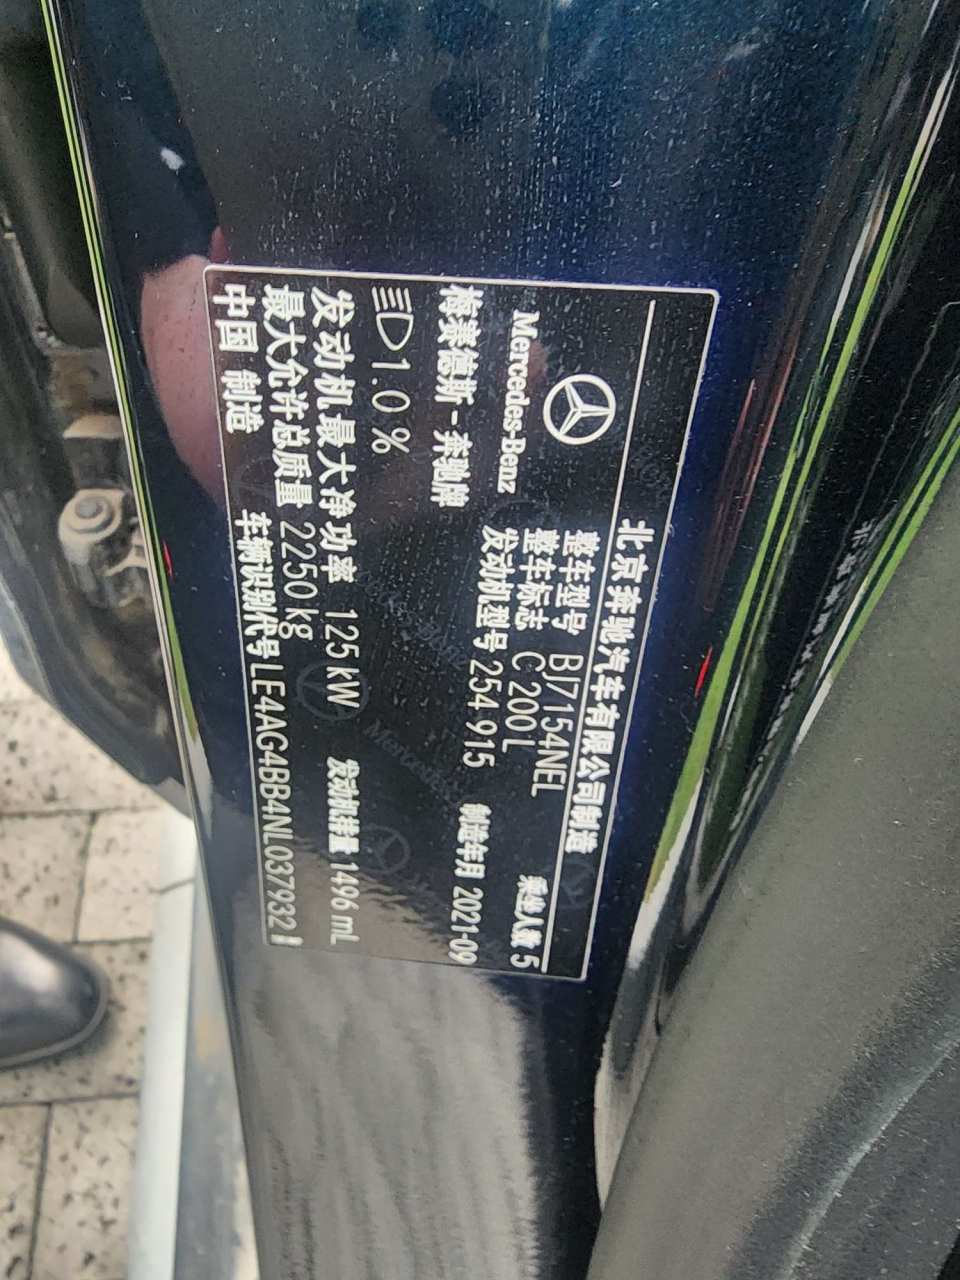 北京奔驰汽车有限公司制造
Mercedes-Benz
梅赛德斯-奔驰牌
整车型号 BJ7154NEL
整车标志 C 200 L
发动机型号 254 915
乘坐人数 5
制造年月 2021-09
1.0%
发动机最大净功率 125 kW
发动机排量 1496 mL
最大允许总质量 2250 kg
中国 制造
车辆识别代号 LE4AG4BB4NL037932